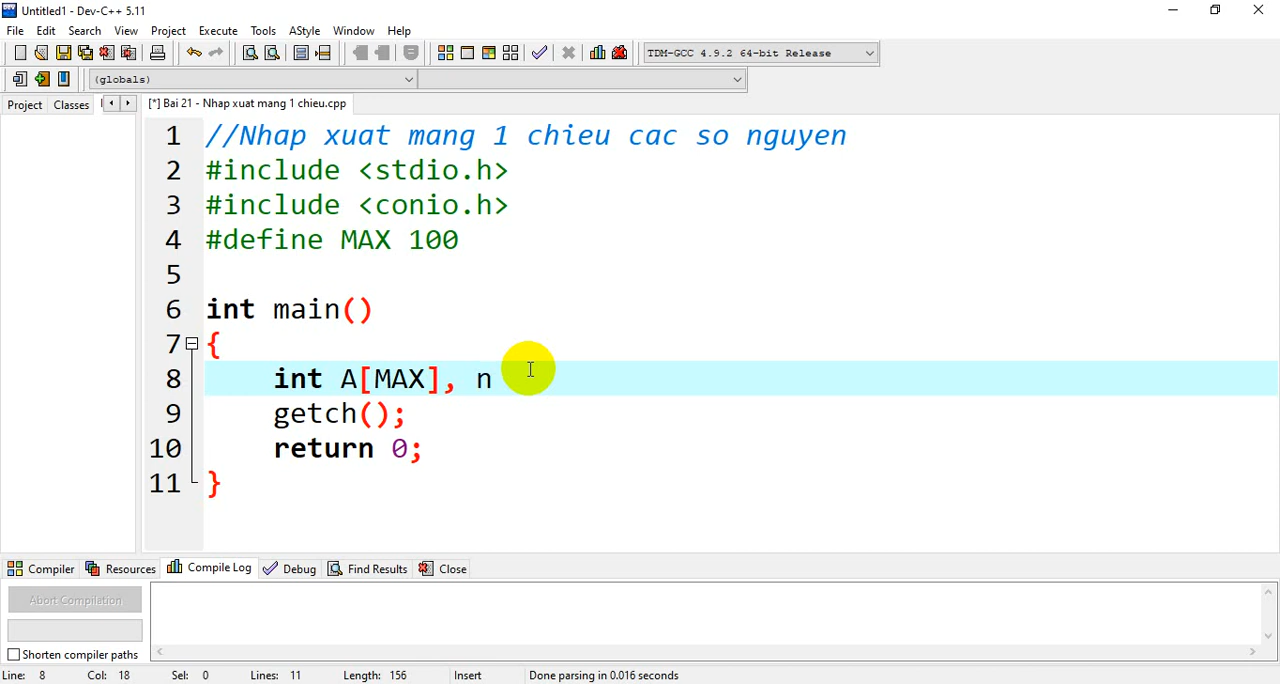 Untitled1 - Dev-C++ 5.11
File Edit Search View Project Execute Tools AStyle Window Help
TDM-GCC 4.9.2 64-bit Release
(globals)
Project Classes
[*] Bai 21 - Nhap xuat mang 1 chieu.cpp
1 //Nhap xuat mang 1 chieu cac so nguyen
2 #include <stdio.h>
3 #include <conio.h>
4 #define MAX 100
5
6 int main()
7 {
8 int A[MAX], n
9 getch();
10 return 0;
11 }
Compiler Resources Compile Log Debug Find Results Close
Abort Compilation
Shorten compiler paths
Line: 8 Col: 18 Sel: 0 Lines: 11 Length: 156 Insert Done parsing in 0.016 seconds